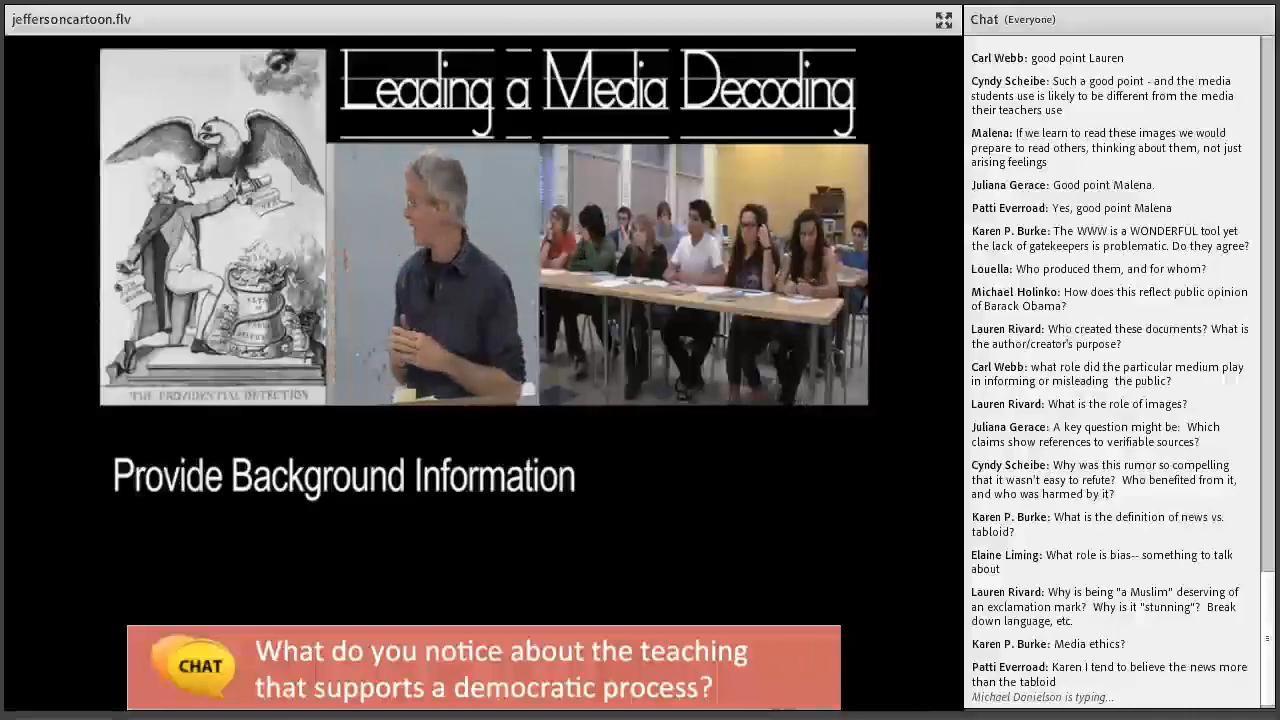 jeffersoncartoon.flv
Leading a Media Decoding
THE PROVIDENTIAL DETECTION
Provide Background Information
CHAT
What do you notice about the teaching
that supports a democratic process?
Chat (Everyone)
Carl Webb: good point Lauren
Cyndy Scheibe: Such a good point - and the media
students use is likely to be different from the media
their teachers use
Malena: If we learn to read these images we would
prepare to read others, thinking about them, not just
arising feelings
Juliana Gerace: Good point Malena
Patti Everroad: Yes, good point Malena
Karen P. Burke: The WWW is a WONDERFUL tool yet
the lack of gatekeepers is problematic. Do they agree?
Louella: Who produced them, and for whom?
Michael Holinko: How does this reflect public opinion
of Barack Obama?
Lauren Rivard: Who created these documents? What is
the author/creator's purpose?
Carl Webb: what role did the particular medium play
in informing or misleading the public?
Lauren Rivard: What is the role of images?
Juliana Gerace: A key question might be: Which
claims show references to verifiable sources?
Cyndy Scheibe: Why was this rumor so compelling
that it wasn't easy to refute? Who benefited from it,
and who was harmed by it?
Karen P. Burke: What is the definition of news vs.
tabloid?
Elaine Liming: What role is bias-- something to talk
about
Lauren Rivard: Why is being "a Muslim" deserving of
an exclamation mark? Why is it "stunning"? Break
down language, etc.
Karen P. Burke: Media ethics?
Patti Everroad: Karen I tend to believe the news more
than the tabloid
Michael Danielson is typing...